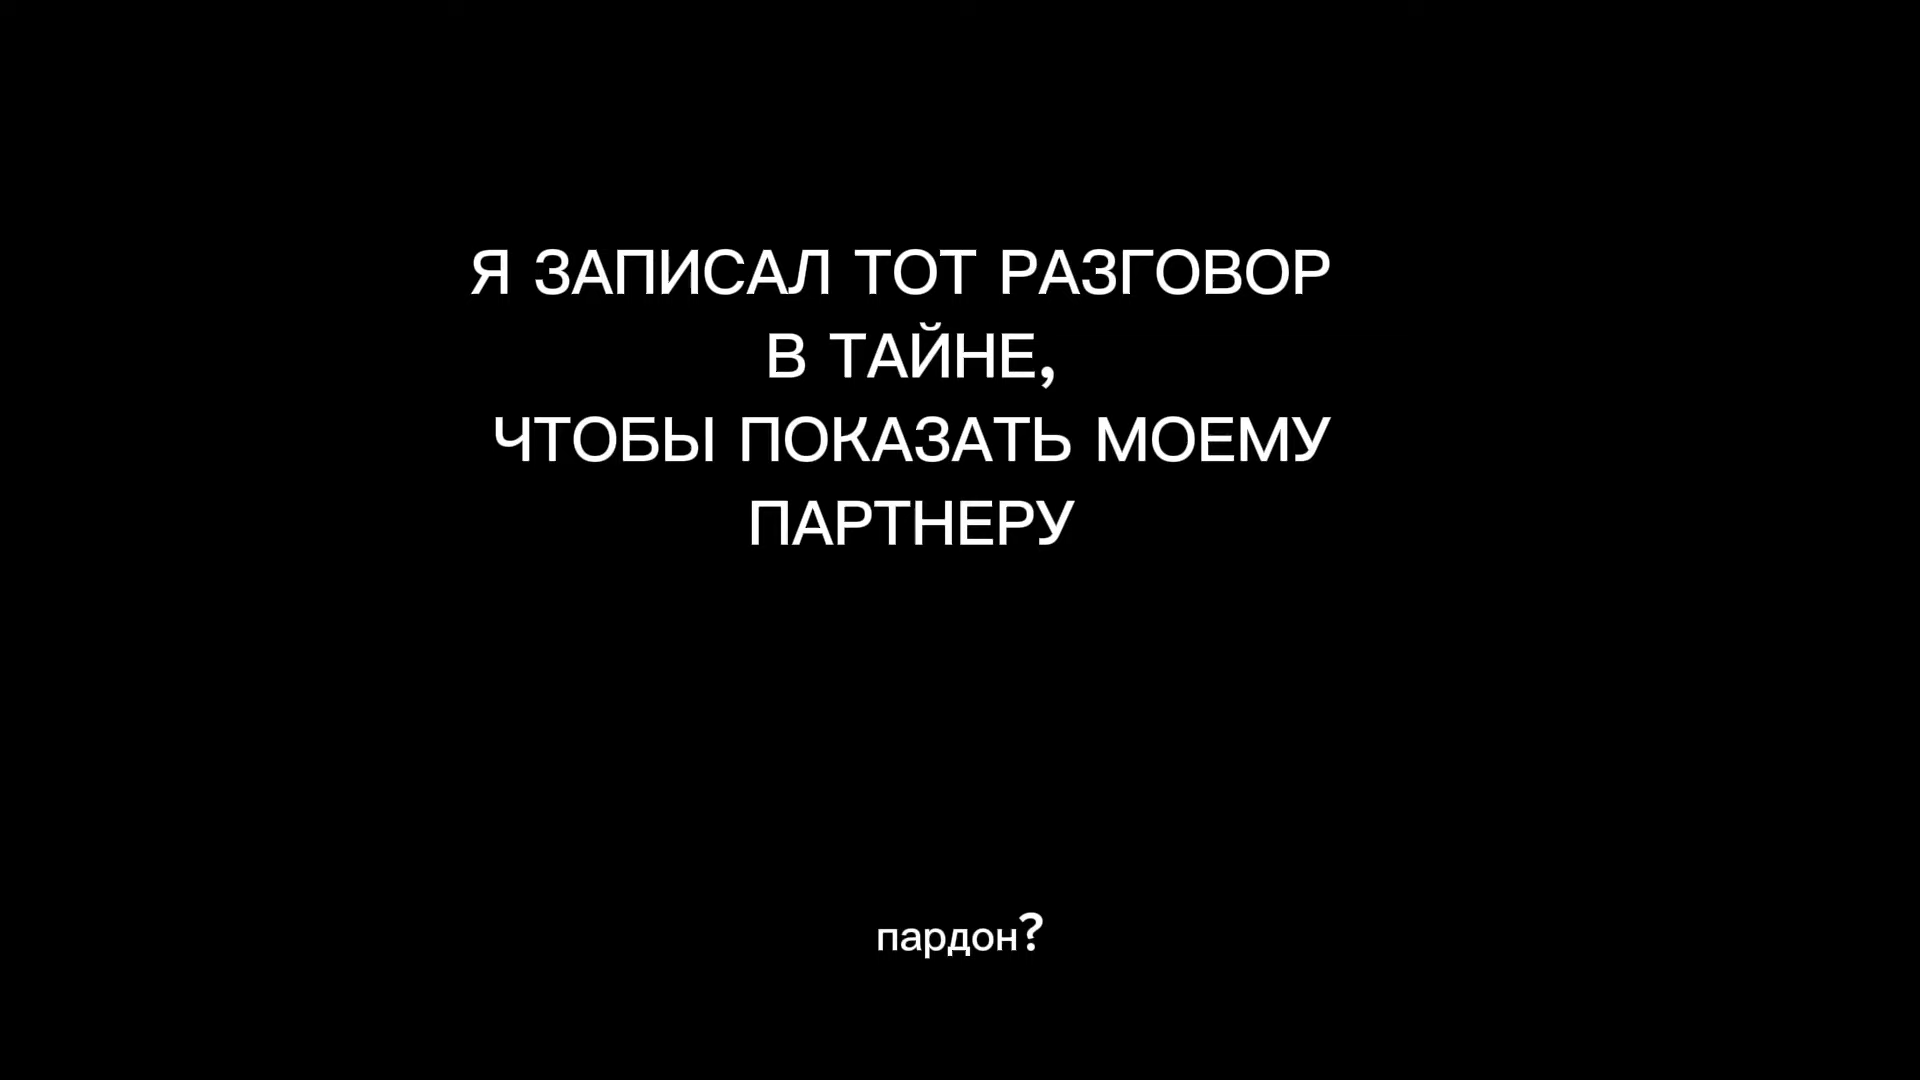 Я ЗАПИСАЛ ТОТ РАЗГОВОР
В ТАЙНЕ,
ЧТОБЫ ПОКАЗАТЬ МОЕМУ
ПАРТНЕРУ
пардон?